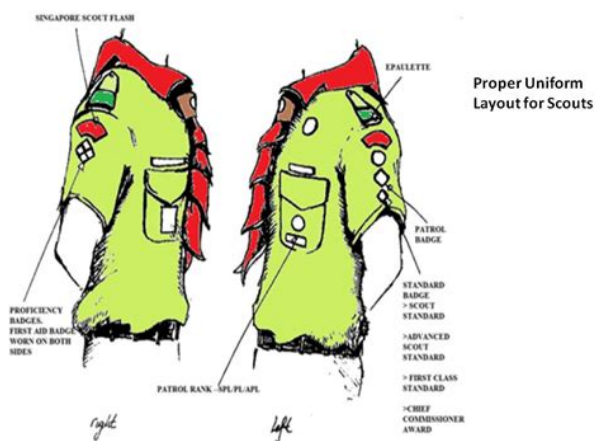 SINGAPORE SCOUT FLASH
EPAULETTE
Proper Uniform
Layout for Scouts
PATROL
BADGE
STANDARD
BADGE
> SCOUT
STANDARD
>ADVANCED
SCOUT
STANDARD
> FIRST CLASS
STANDARD
>CHIEF
COMMISSIONER
AWARD
PROFICIENCY
BADGES.
FIRST AID BADGE
WORN ON BOTH
SIDES
PATROL RANK –SPL/PL/APL
right
Left